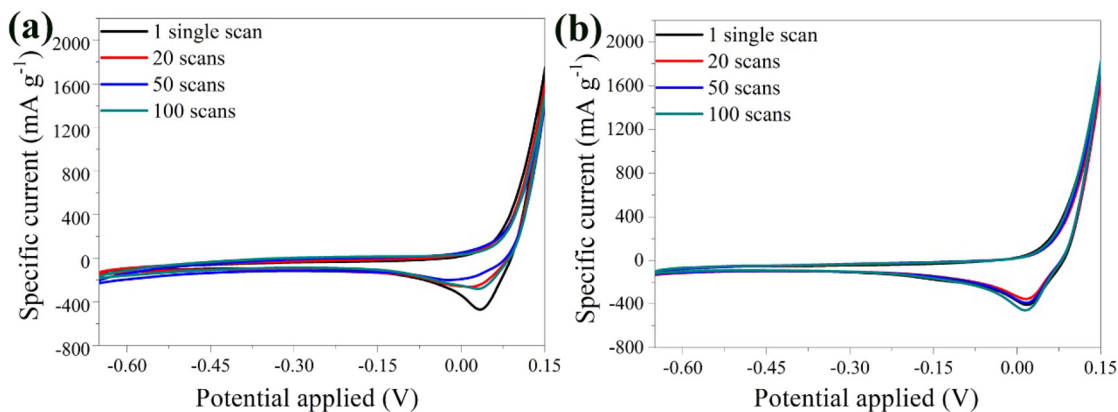 (a)
1 single scan
20 scans
50 scans
100 scans
Specific current (mA g⁻¹)
2000
1600
1200
800
400
0
-400
-800
-0.60 -0.45 -0.30 -0.15 0.00 0.15
Potential applied (V)
(b)
1 single scan
20 scans
50 scans
100 scans
Specific current (mA g⁻¹)
2000
1600
1200
800
400
0
-400
-800
-0.60 -0.45 -0.30 -0.15 0.00 0.15
Potential applied (V)